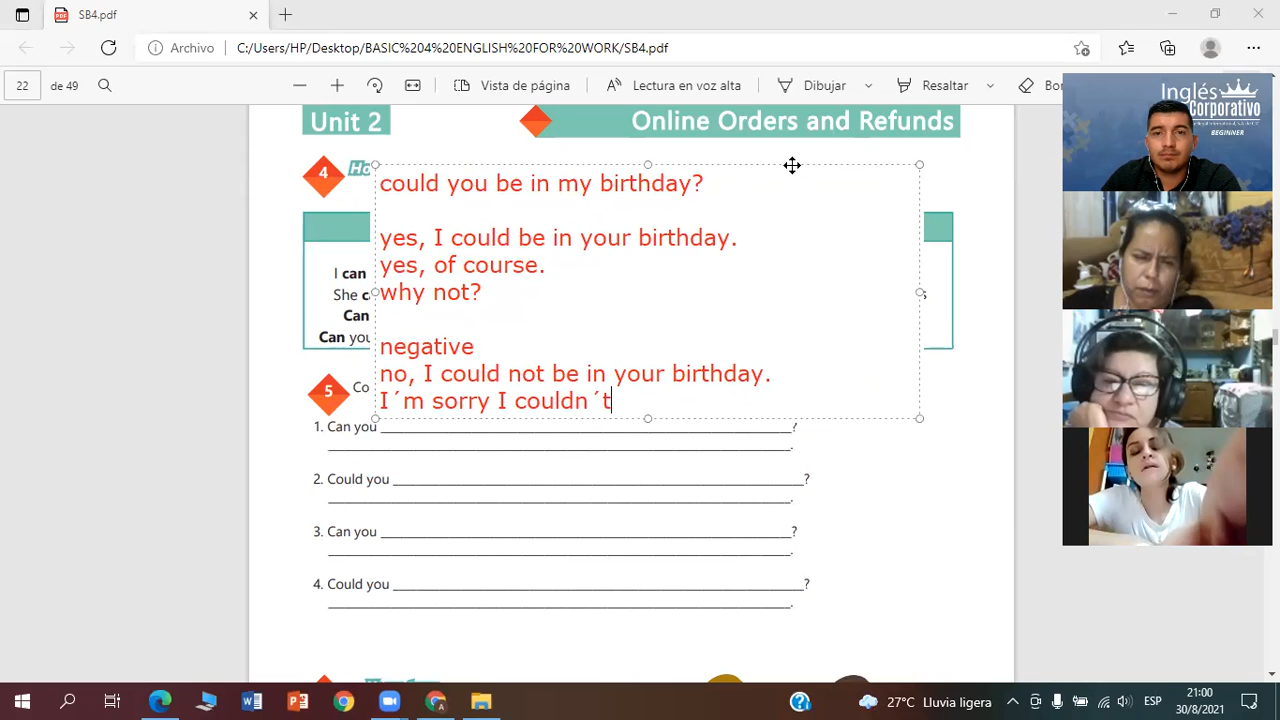 SB4.pdf
Archivo
C:/Users/HP/Desktop/BASIC%204%20ENGLISH%20FOR%20WORK/SB4.pdf
22
de 49
Vista de página
A)) Lectura en voz alta
Dibujar
Resaltar
Bor
Unit 2
Online Orders and Refunds
4
Ho
could you be in my birthday?
yes, I could be in your birthday.
yes, of course.
why not?
negative
no, I could not be in your birthday.
I´m sorry I couldn´t
I can
She c
s
Can
Can you
5
Co
1. Can you ?
.
2. Could you ?
.
3. Can you ?
.
4. Could you ?
.
Inglés
Corporativo
BEGINNER
27°C Lluvia ligera
ESP
21:00
30/8/2021